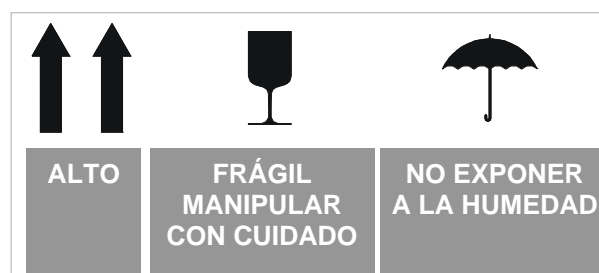 ALTO
FRÁGIL
MANIPULAR
CON CUIDADO
NO EXPONER
A LA HUMEDAD